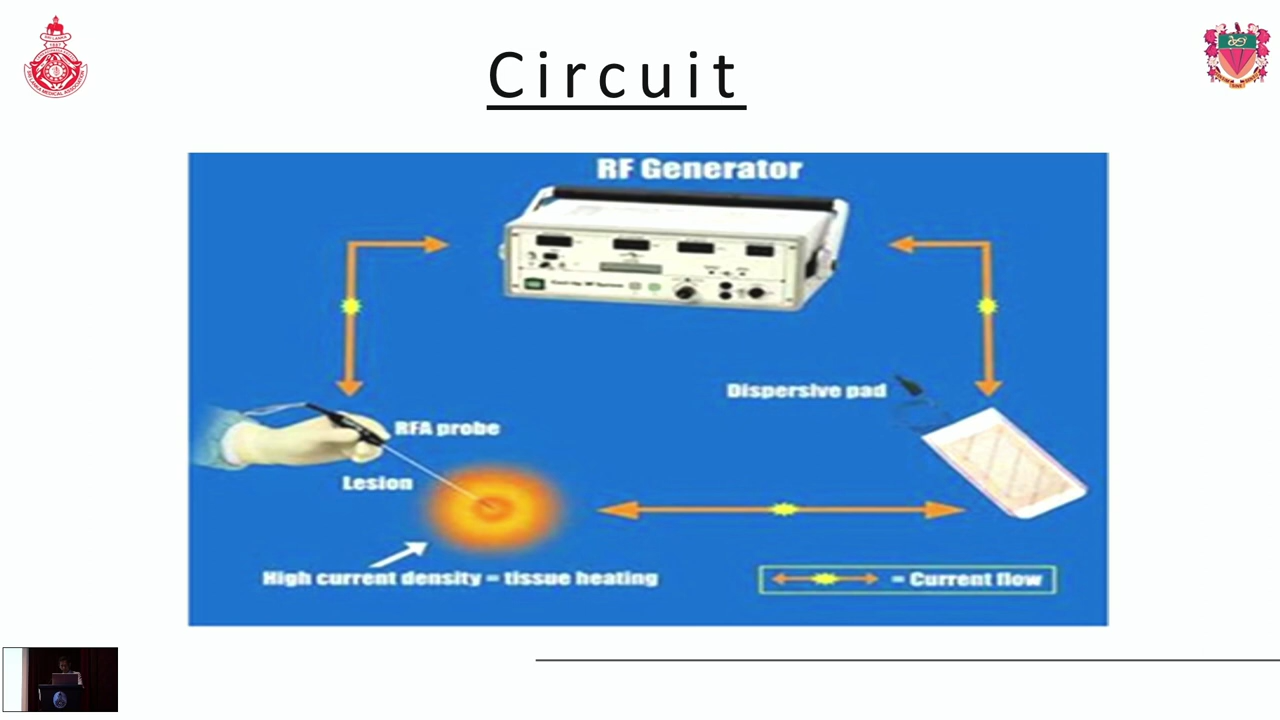 Circuit
RF Generator
Dispersive pad
RFA probe
Lesion
High current density = tissue heating
= Current flow